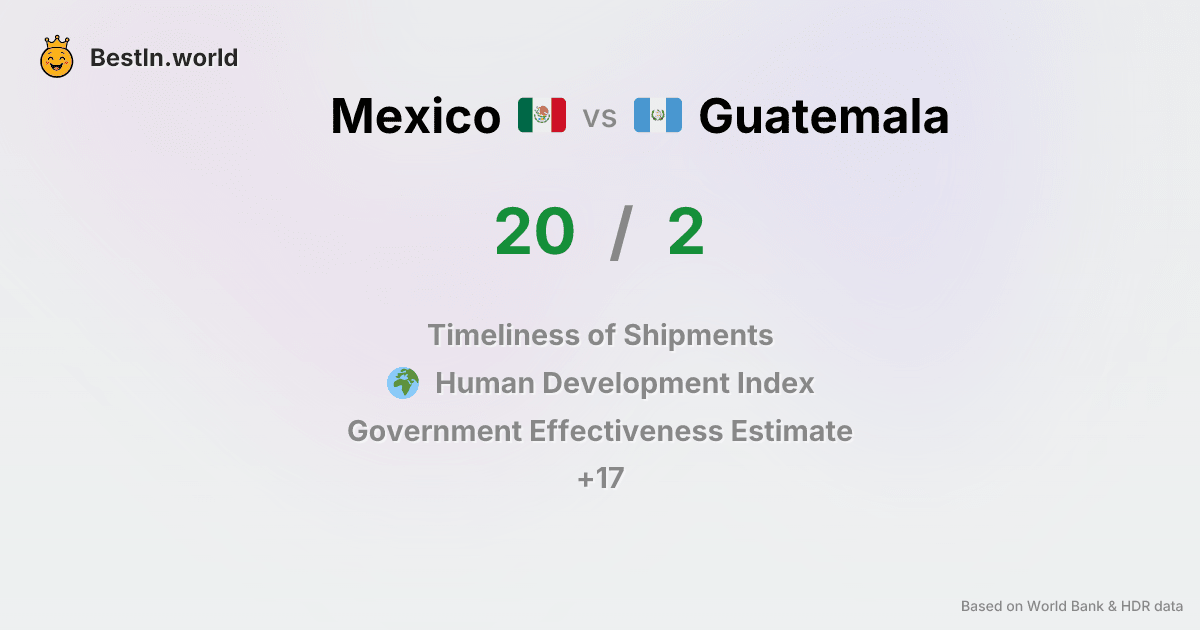 BestIn.world
Mexico vs Guatemala
20 / 2
Timeliness of Shipments
Human Development Index
Government Effectiveness Estimate
+17
Based on World Bank & HDR data